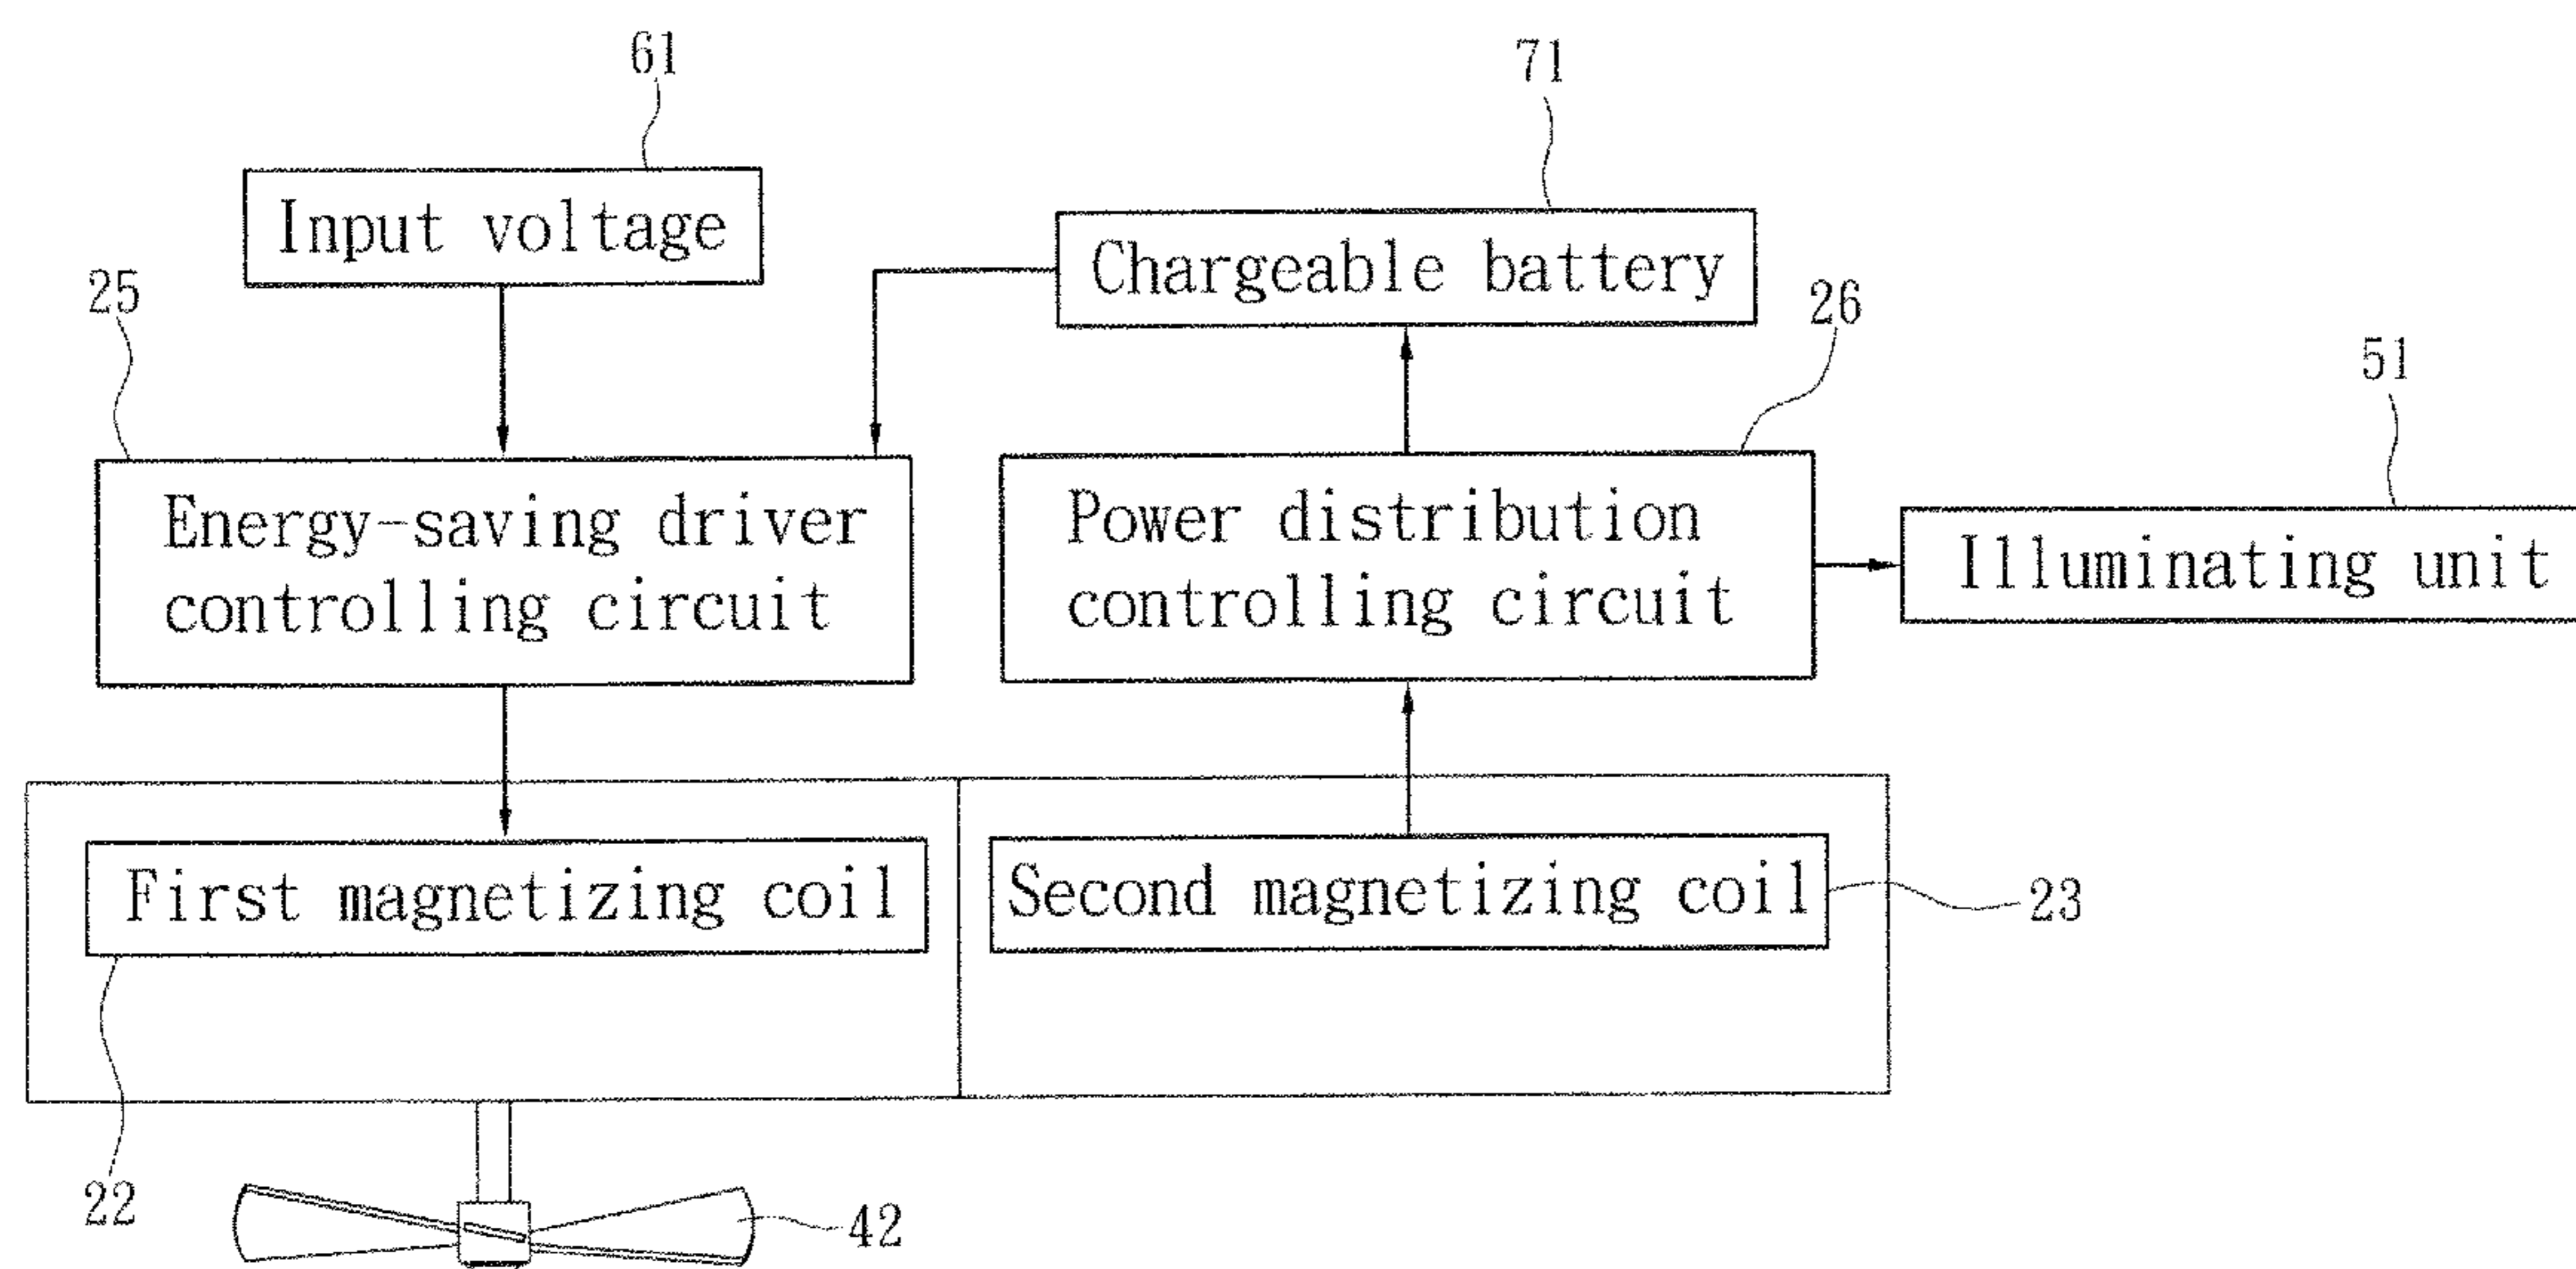 61
71
Input voltage
Chargeable battery
25
26
51
Energy-saving driver
controlling circuit
Power distribution
controlling circuit
Illuminating unit
First magnetizing coil
Second magnetizing coil
23
22
42